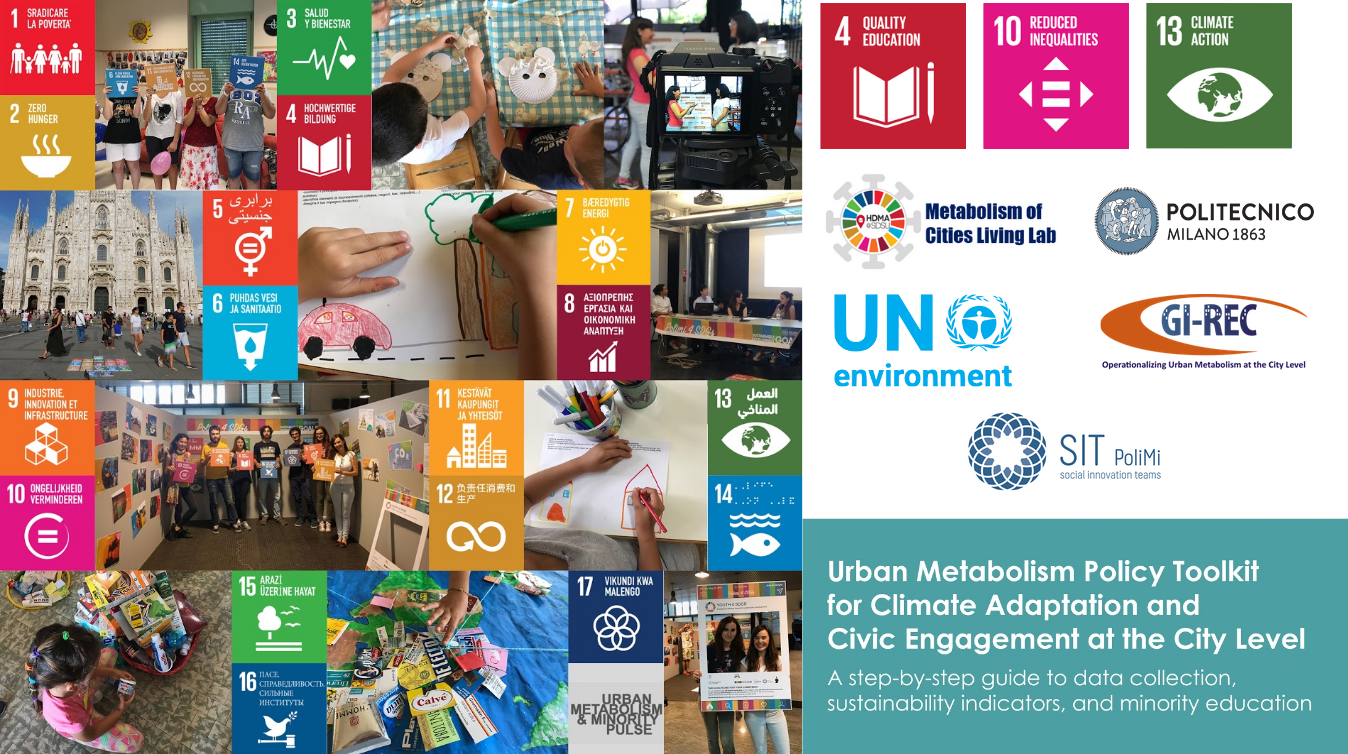 1 SRADICARE
LA POVERTA'
2 ZERO
HUNGER
3 SALUD
Y BIENESTAR
4 HOCHWERTIGE
BILDUNG
5 برابری
جنسیتی
6 PUHDAS VESI
JA SANITAATIO
7 BÆREDYGTIG
ENERGI
8 ΑΞΙΟΠΡΕΠΗΣ
ΕΡΓΑΣΙΑ ΚΑΙ
ΟΙΚΟΝΟΜΙΚΗ
ΑΝΑΠΤΥΞΗ
9 INDUSTRIE,
INNOVATION ET
INFRASTRUCTURE
10 ONGELIJKHEID
VERMINDEREN
11 KESTÄVÄT
KAUPUNGIT
JA YHTEISÖT
12 负责任消费和
生产
13 العمل
المناخي
14
15 ARAZİ
ÜZERİNE HAYAT
16 ПАСЕ,
СПРАВЕДЛИВОСТЬ,
СИЛЬНЫЕ
ИНСТИТУТЫ
17 VIKUNDI KWA
MALENGO
Calvé
URBAN
METABOLISM
& MINORITY
PULSE
4 QUALITY
EDUCATION
10 REDUCED
INEQUALITIES
13 CLIMATE
ACTION
HDMA
@SDSU
Metabolism of
Cities Living Lab
POLITECNICO
MILANO 1863
UN
environment
GI-REC
Operationalizing Urban Metabolism at the City Level
SIT PoliMi
social innovation teams
Urban Metabolism Policy Toolkit
for Climate Adaptation and
Civic Engagement at the City Level
A step-by-step guide to data collection,
sustainability indicators, and minority education